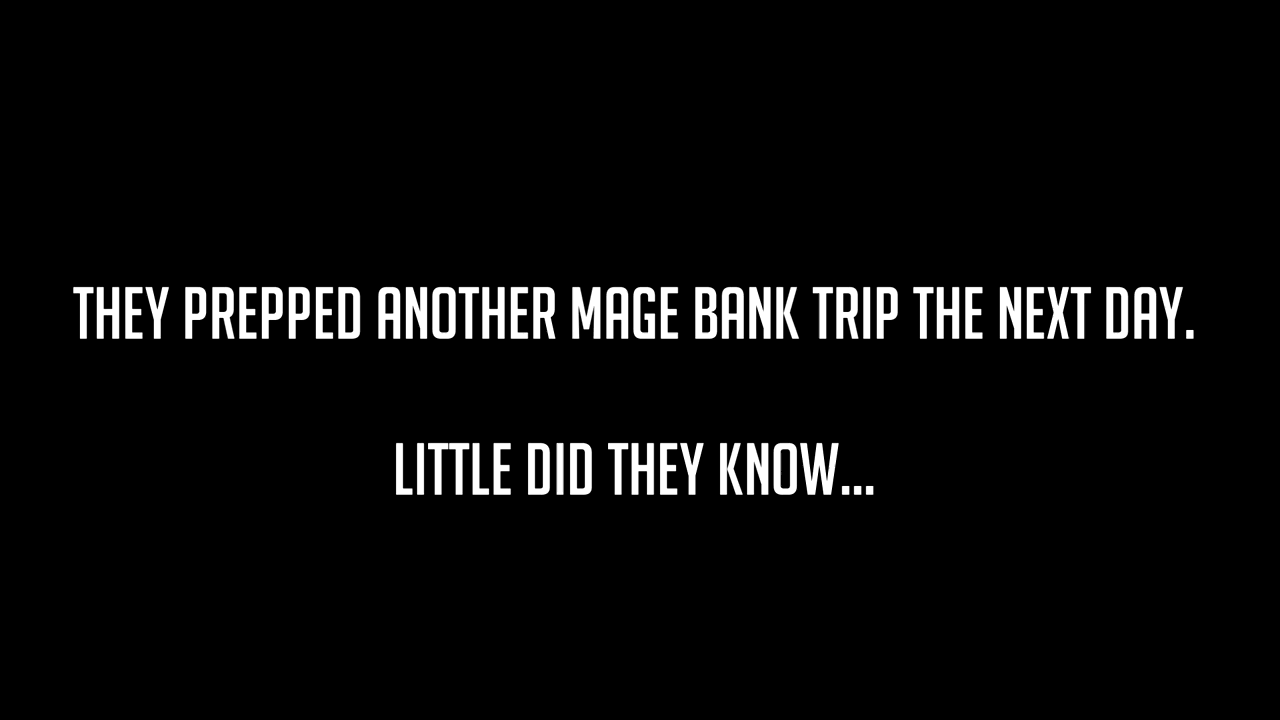 THEY PREPPED ANOTHER MAGE BANK TRIP THE NEXT DAY.
LITTLE DID THEY KNOW...